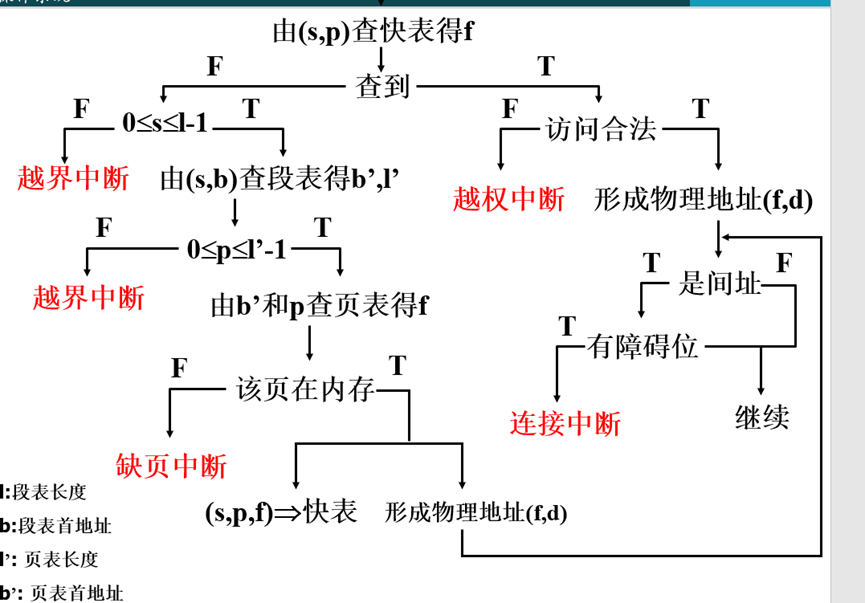 由(s,p)查快表得f
F
T
查到
F
0≤s≤l-1
T
F
访问合法
T
越界中断
由(s,b)查段表得b’,l’
越权中断
形成物理地址(f,d)
F
0≤p≤l’-1
T
T
是间址
F
越界中断
由b’和p查页表得f
T
有障碍位
F
该页在内存
T
连接中断
继续
缺页中断
(s,p,f)⇒快表
形成物理地址(f,d)
l:段表长度
b:段表首地址
l’: 页表长度
b’: 页表首地址